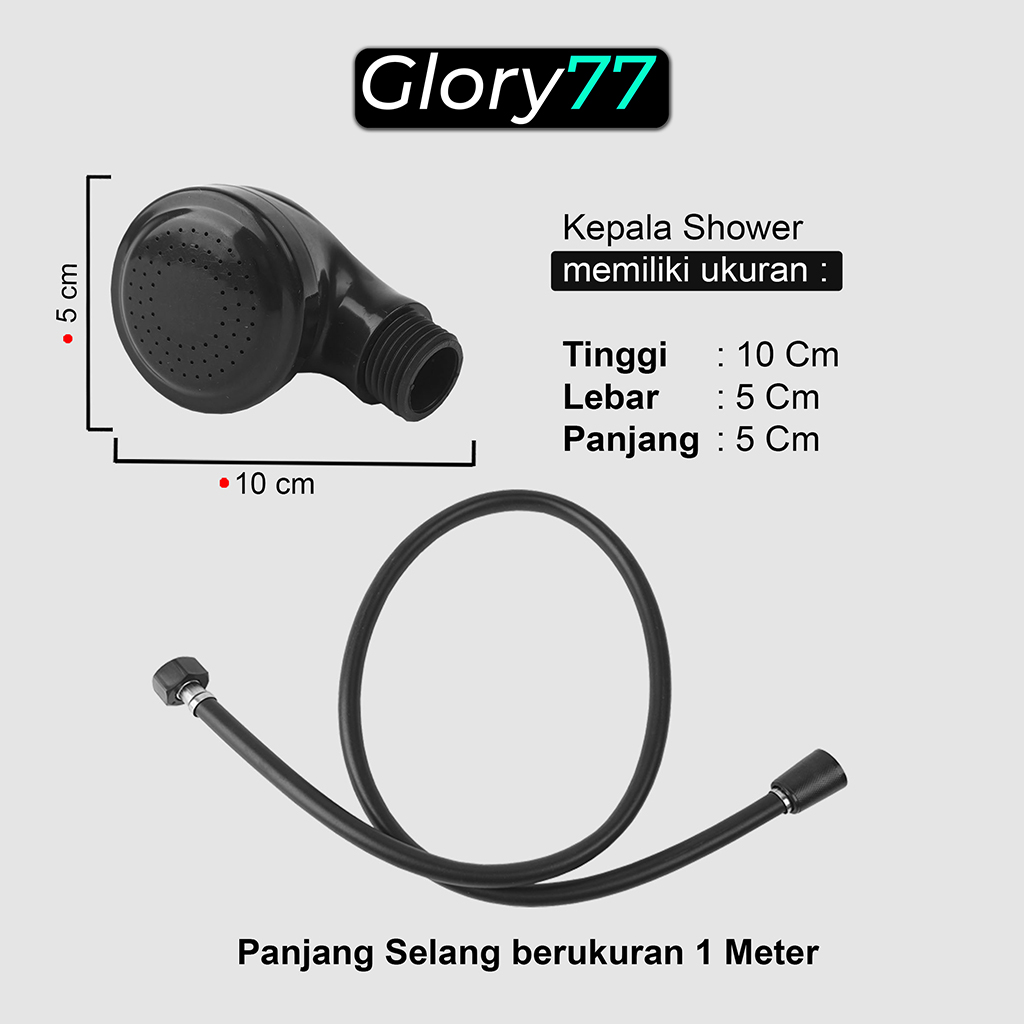 Glory77
Kepala Shower
memiliki ukuran :
5 cm
Tinggi : 10 Cm
Lebar : 5 Cm
Panjang : 5 Cm
10 cm
Panjang Selang berukuran 1 Meter